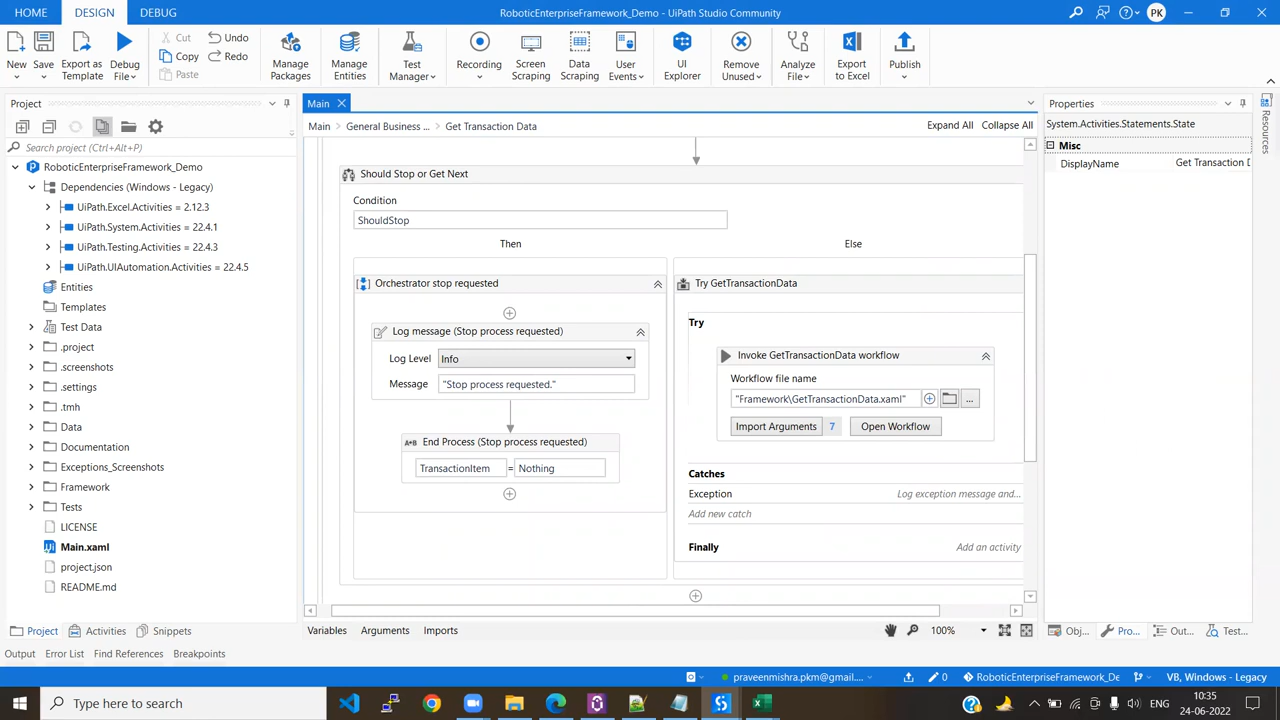 HOME
DESIGN
DEBUG
RoboticEnterpriseFramework_Demo - UiPath Studio Community
PK
New
Save
Export as Template
Debug File
Cut
Copy
Paste
Undo
Redo
Manage Packages
Manage Entities
Test Manager
Recording
Screen Scraping
Data Scraping
User Events
UI Explorer
Remove Unused
Analyze File
Export to Excel
Publish
Project
Search project (Ctrl+Alt+P)
RoboticEnterpriseFramework_Demo
Dependencies (Windows - Legacy)
UiPath.Excel.Activities = 2.12.3
UiPath.System.Activities = 22.4.1
UiPath.Testing.Activities = 22.4.3
UiPath.UIAutomation.Activities = 22.4.5
Entities
Templates
Test Data
.project
.screenshots
.settings
.tmh
Data
Documentation
Exceptions_Screenshots
Framework
Tests
LICENSE
Main.xaml
project.json
README.md
Project
Activities
Snippets
Main
Main
General Business ...
Get Transaction Data
Expand All
Collapse All
Should Stop or Get Next
Condition
ShouldStop
Then
Else
Orchestrator stop requested
Log message (Stop process requested)
Log Level
Info
Message
"Stop process requested."
A+B End Process (Stop process requested)
TransactionItem
=
Nothing
Try GetTransactionData
Try
Invoke GetTransactionData workflow
Workflow file name
"Framework\GetTransactionData.xaml"
...
Import Arguments
7
Open Workflow
Catches
Exception
Log exception message and...
Add new catch
Finally
Add an activity
Variables
Arguments
Imports
100%
Properties
System.Activities.Statements.State
Misc
DisplayName
Get Transaction D
Resources
Obj...
Pro...
Out...
Test...
Output
Error List
Find References
Breakpoints
praveenmishra.pkm@gmail....
0
RoboticEnterpriseFramework_De
VB, Windows - Legacy
Type here to search
ENG
10:35
24-06-2022